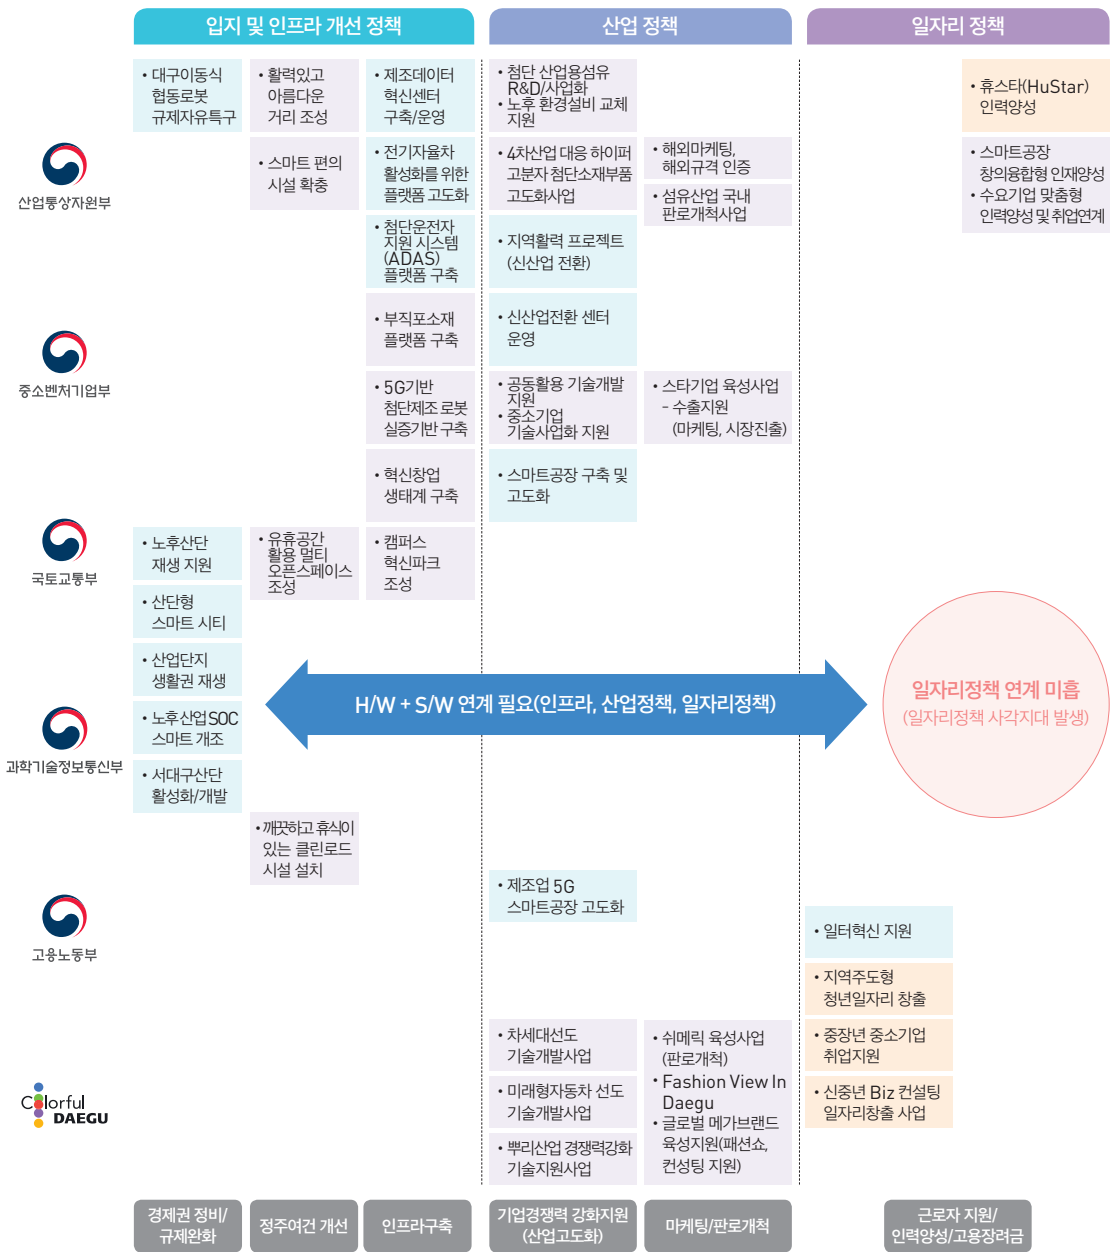 입지 및 인프라 개선 정책
산업 정책
일자리 정책
산업통상자원부
• 대구이동식
협동로봇
규제자유특구
• 활력있고
아름다운
거리 조성
• 스마트 편의
시설 확충
• 제조데이터
혁신센터
구축/운영
• 전기자율차
활성화를 위한
플랫폼 고도화
• 첨단운전자
지원 시스템
(ADAS)
플랫폼 구축
• 첨단 산업용섬유
R&D/사업화
• 노후 환경설비 교체
지원
• 4차산업 대응 하이퍼
고분자 첨단소재부품
고도화사업
• 지역활력 프로젝트
(신산업 전환)
• 해외마케팅,
해외규격 인증
• 섬유산업 국내
판로개척사업
• 휴스타(HuStar)
인력양성
• 스마트공장
창의융합형 인재양성
• 수요기업 맞춤형
인력양성 및 취업연계
중소벤처기업부
• 부직포소재
플랫폼 구축
• 5G기반
첨단제조 로봇
실증기반 구축
• 혁신창업
생태계 구축
• 신산업전환 센터
운영
• 공동활용 기술개발
지원
• 중소기업
기술사업화 지원
• 스마트공장 구축 및
고도화
• 스타기업 육성사업
- 수출지원
(마케팅, 시장진출)
국토교통부
• 노후산단
재생 지원
• 산단형
스마트 시티
• 산업단지
생활권 재생
• 노후산업 SOC
스마트 개조
• 서대구산단
활성화/개발
• 유휴공간
활용 멀티
오픈스페이스
조성
• 캠퍼스
혁신파크
조성
H/W + S/W 연계 필요(인프라, 산업정책, 일자리정책)
일자리정책 연계 미흡
(일자리정책 사각지대 발생)
과학기술정보통신부
• 깨끗하고 휴식이
있는 클린로드
시설 설치
• 제조업 5G
스마트공장 고도화
고용노동부
• 일터혁신 지원
• 지역주도형
청년일자리 창출
• 중장년 중소기업
취업지원
• 신중년 Biz 컨설팅
일자리창출 사업
Colorful
DAEGU
• 차세대선도
기술개발사업
• 미래형자동차 선도
기술개발사업
• 뿌리산업 경쟁력강화
기술지원사업
• 쉬메릭 육성사업
(판로개척)
• Fashion View In
Daegu
• 글로벌 메가브랜드
육성지원(패션쇼,
컨성팅 지원)
경제권 정비/
규제완화
정주여건 개선
인프라구축
기업경쟁력 강화지원
(산업고도화)
마케팅/판로개척
근로자 지원/
인력양성/고용장려금